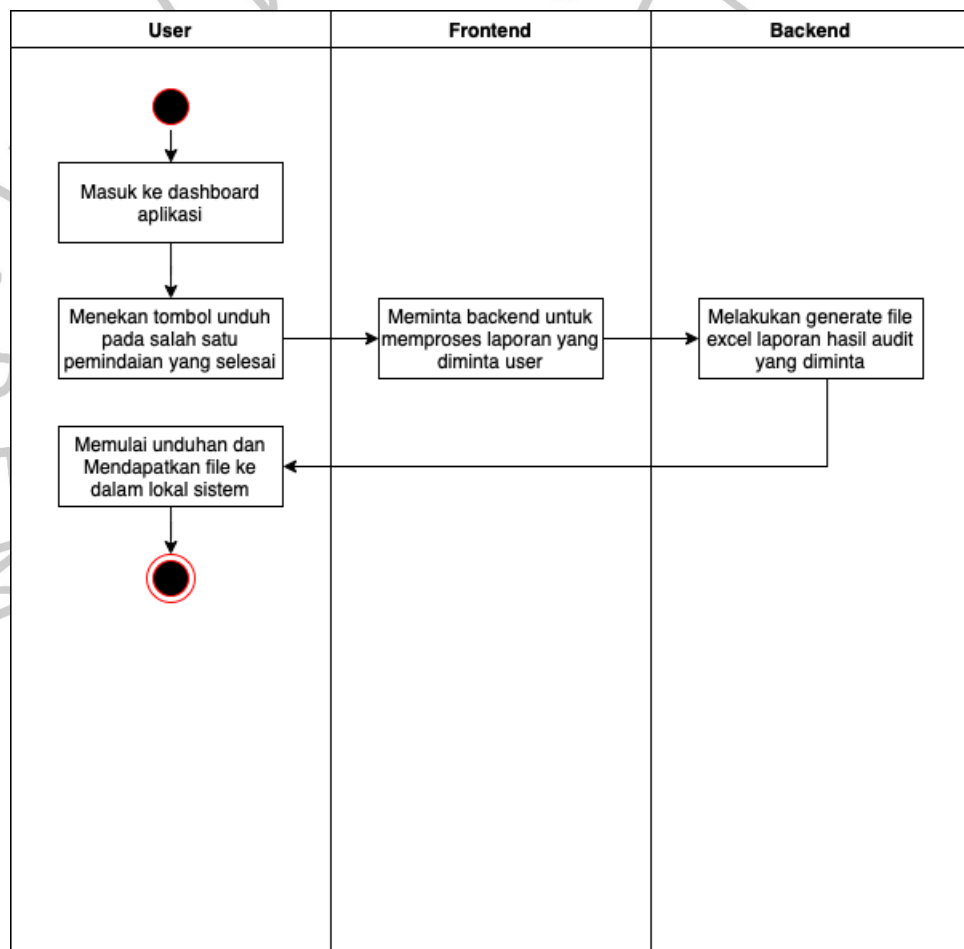 User
Frontend
Backend
Masuk ke dashboard
aplikasi
Menekan tombol unduh
pada salah satu
pemindaian yang selesai
Meminta backend untuk
memproses laporan yang
diminta user
Melakukan generate file
excel laporan hasil audit
yang diminta
Memulai unduhan dan
Mendapatkan file ke
dalam lokal sistem